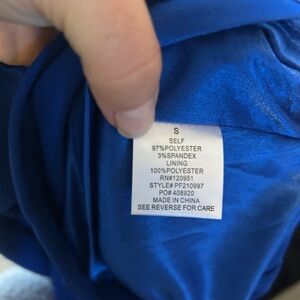 S
SELF
97%POLYESTER
3%SPANDEX
LINING
100%POLYESTER
RN#120951
STYLE# PF210997
PO# 408920
MADE IN CHINA
SEE REVERSE FOR CARE